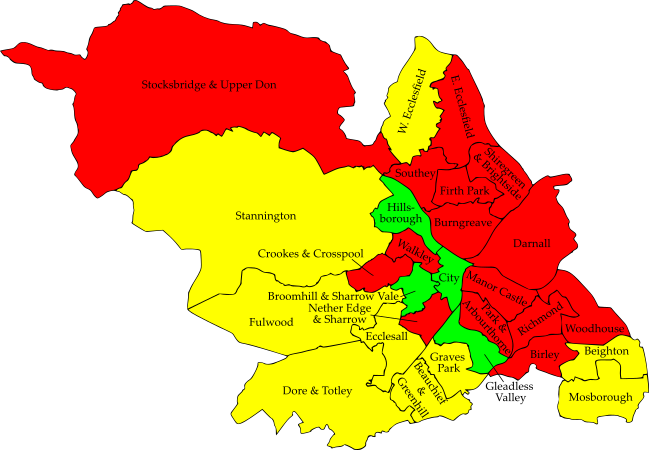 Stocksbridge & Upper Don
W. Ecclesfield
E. Ecclesfield
Shiregreen
& Brightside
Southey
Firth Park
Hills-
borough
Burngreave
Stannington
Darnall
Walkley
Crookes & Crosspool
City
Manor Castle
Broomhill & Sharrow Vale
Nether Edge
& Sharrow
Park &
Arbourthorne
Richmond
Fulwood
Woodhouse
Ecclesall
Graves
Park
Birley
Beighton
Gleadless
Valley
Beauchief
&
Greenhill
Dore & Totley
Mosborough